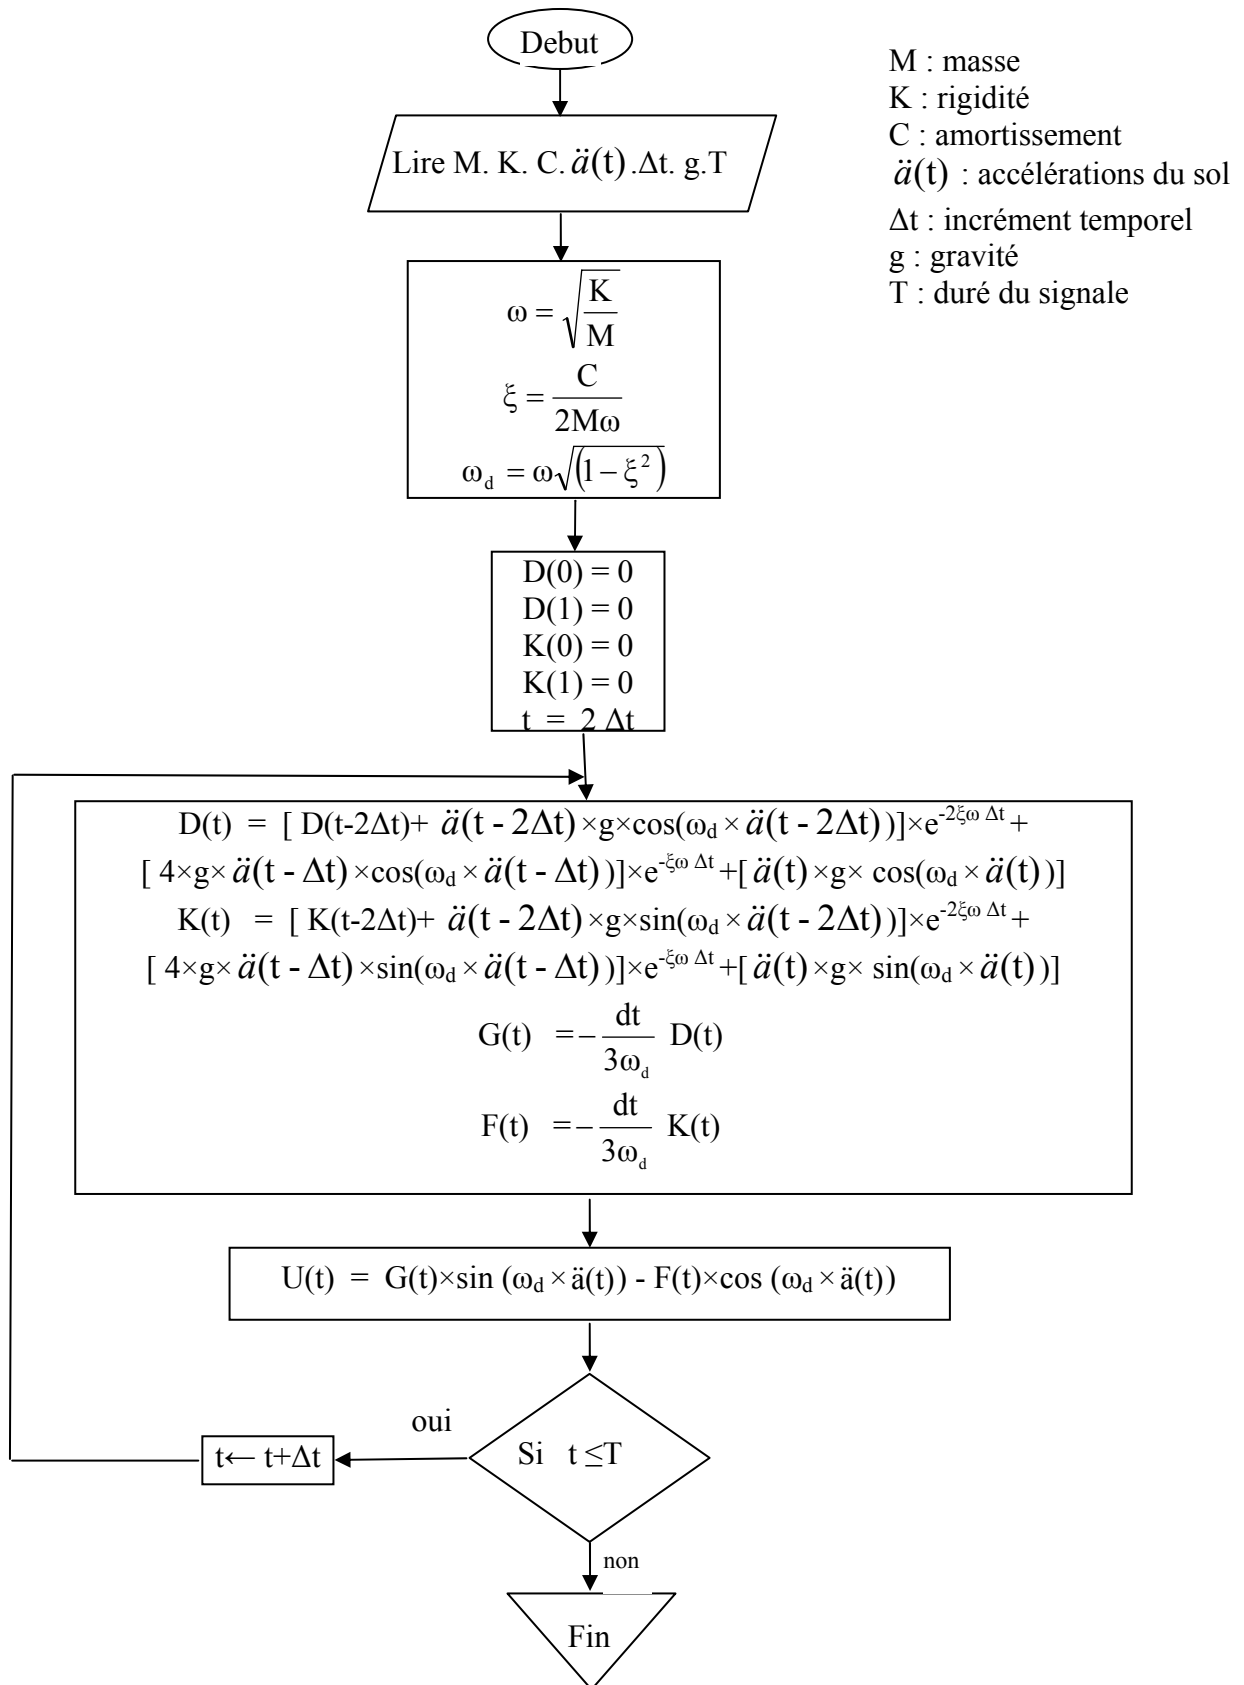 Debut
M : masse
K : rigidité
C : amortissement
ä(t) : accélérations du sol
Δt : incrément temporel
g : gravité
T : duré du signale
Lire M. K. C. ä(t) .Δt. g.T
ω = √(K/M)
ξ = C/2Mω
ω_d = ω√(1 − ξ²)
D(0) = 0
D(1) = 0
K(0) = 0
K(1) = 0
t = 2 Δt
D(t) = [ D(t-2Δt)+ ä(t - 2Δt)×g×cos(ω_d × ä(t - 2Δt))]×e^(-2ξω Δt) +
[ 4×g× ä(t - Δt)×cos(ω_d × ä(t - Δt))]×e^(-ξω Δt) +[ ä(t)×g× cos(ω_d × ä(t))]
K(t) = [ K(t-2Δt)+ ä(t - 2Δt)×g×sin(ω_d × ä(t - 2Δt))]×e^(-2ξω Δt) +
[ 4×g× ä(t - Δt)×sin(ω_d × ä(t - Δt))]×e^(-ξω Δt) +[ ä(t)×g× sin(ω_d × ä(t))]
G(t) =− dt/3ω_d D(t)
F(t) =− dt/3ω_d K(t)
U(t) = G(t)×sin (ω_d × ä(t)) - F(t)×cos (ω_d × ä(t))
oui
Si t ≤T
t← t+Δt
non
Fin